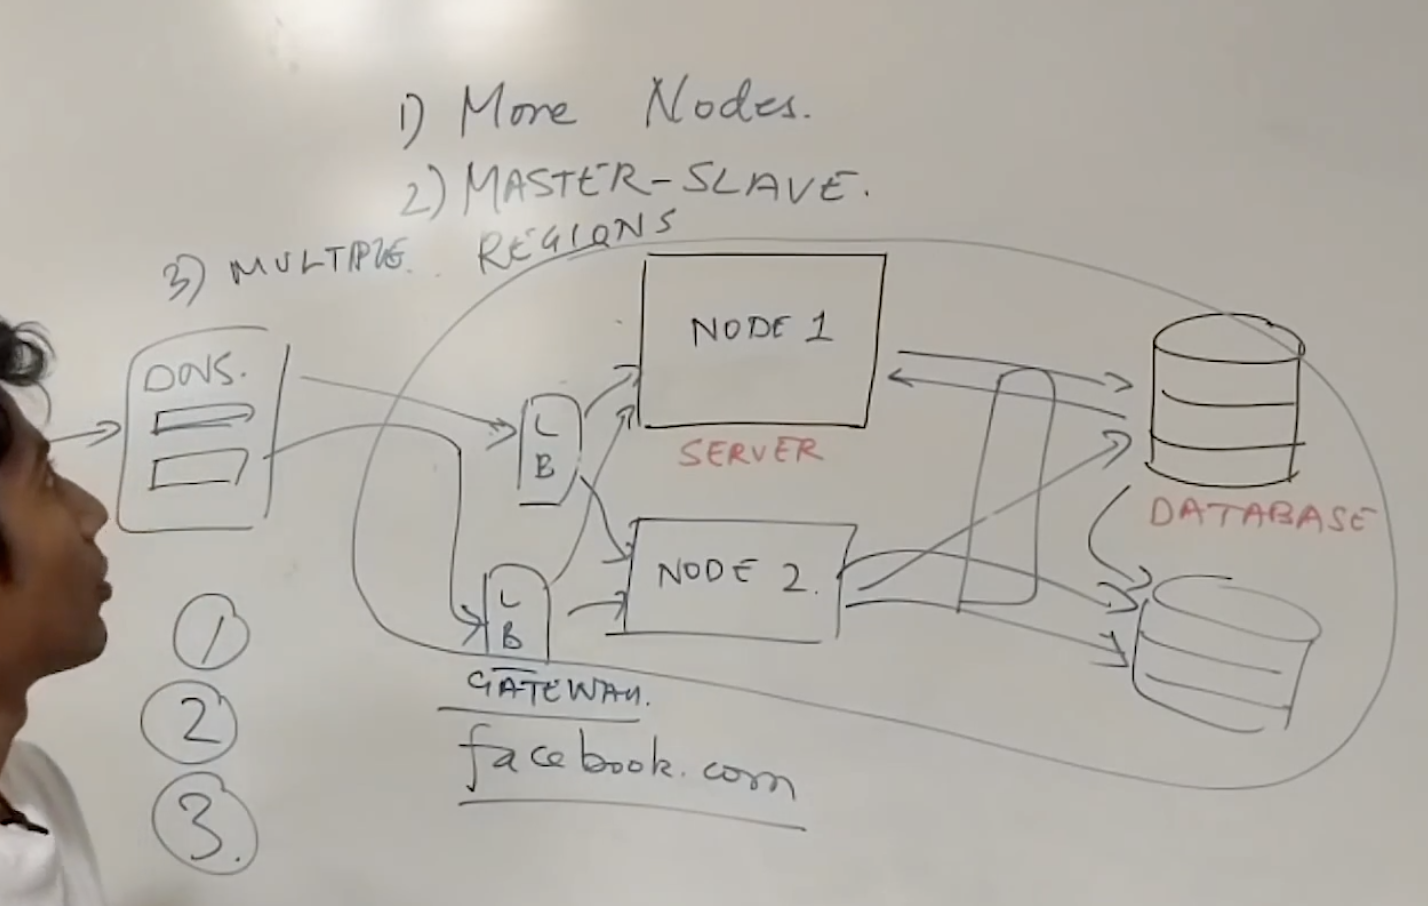 1) More Nodes.
2) MASTER-SLAVE.
3) MULTIPLE REGIONS
DNS.
L
B
NODE 1
SERVER
DATABASE
L
B
NODE 2.
GATEWAY.
facebook.com
1
2
3.